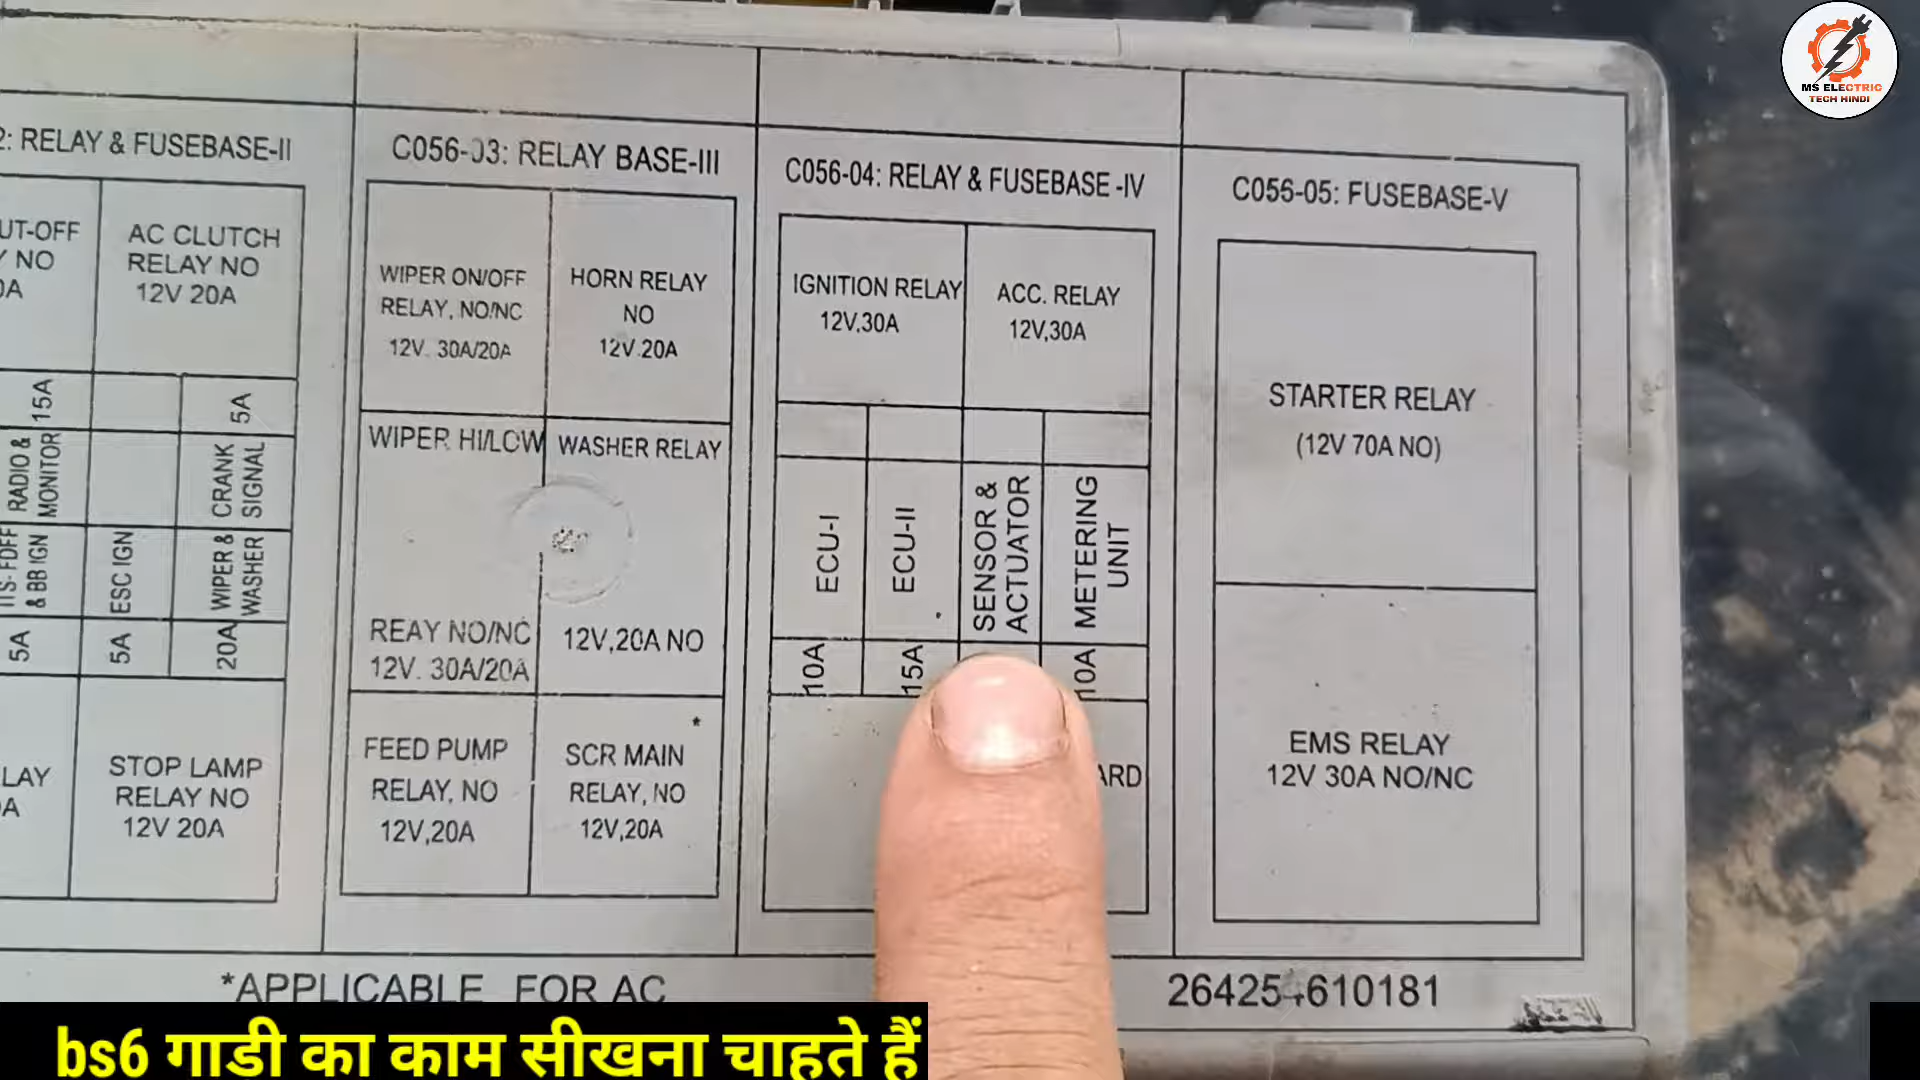 MS ELECTRIC
TECH HINDI
2: RELAY & FUSEBASE-II
UT-OFF
NO
AC CLUTCH
RELAY NO
12V 20A
15A
5A
RADIO &
MONITOR
CRANK
SIGNAL
& BB IGN
ESC IGN
WIPER &
WASHER
5A
5A
20A
LAY
STOP LAMP
RELAY NO
12V 20A
C056-03: RELAY BASE-III
WIPER ON/OFF
RELAY, NO/NC
12V. 30A/20A
HORN RELAY
NO
12V.20A
WIPER HI/LOW
REAY NO/NC
12V. 30A/20A
WASHER RELAY
12V,20A NO
FEED PUMP
RELAY, NO
12V,20A
*
SCR MAIN
RELAY, NO
12V,20A
C056-04: RELAY & FUSEBASE -IV
IGNITION RELAY
12V,30A
ACC. RELAY
12V,30A
ECU-I
ECU-II
SENSOR &
ACTUATOR
METERING
UNIT
10A
15A
10A
ARD
C056-05: FUSEBASE-V
STARTER RELAY
(12V 70A NO)
EMS RELAY
12V 30A NO/NC
*APPLICABLE FOR AC
264254610181
bs6 गाडी का काम सीखना चाहते हैं